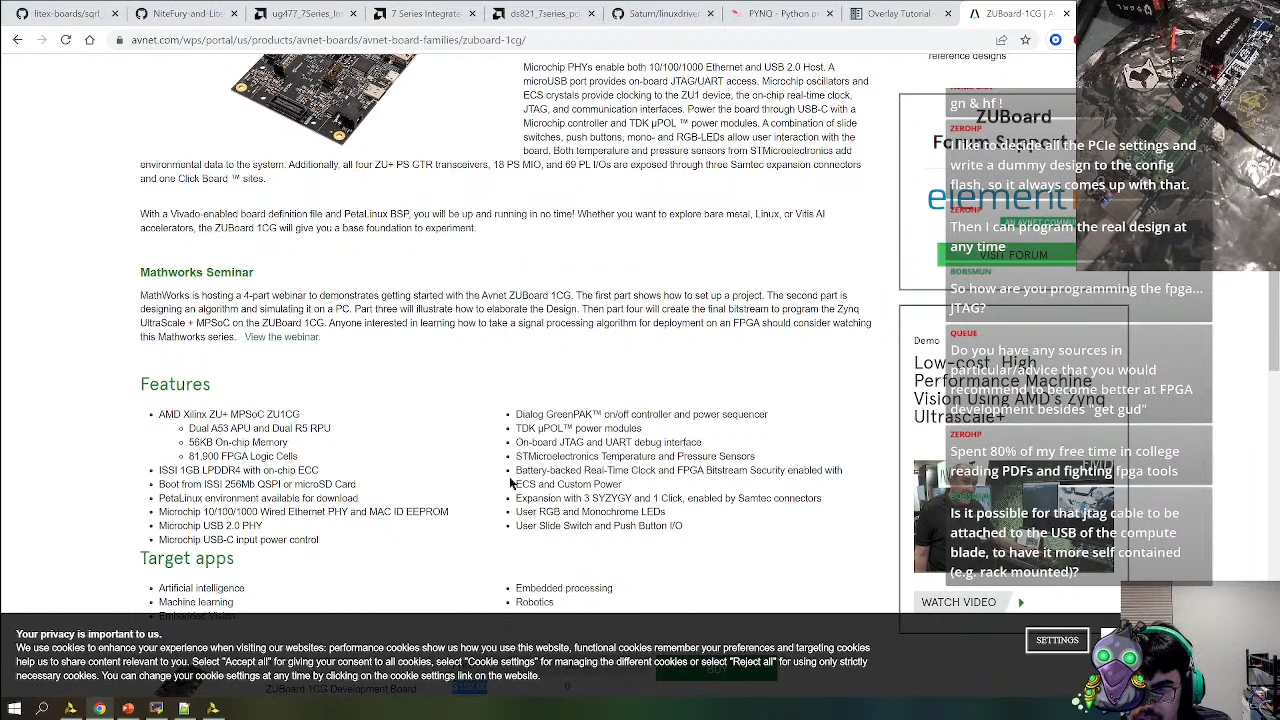 litex-boards/sqr
NiteFury-and-Lite
ug477_7Series_Int
7 Series Integrate
ds821_7series_pci
Saturn/linuxdriver
PYNQ - Python pr
Overlay Tutorial
ZUBoard-1CG | A
avnet.com/wps/portal/us/products/avnet-board-families/zuboard-1cg/
Microchip PHYs enable both 10/100/1000 Ethernet and USB 2.0 Host. A
microUSB port provides on-board JTAG/UART access. Microchip oscillators and
ECS crystals provide clocking to the ZU1 device, the on-chip real-time clock,
JTAG, and communication interfaces. Power the board through USB-C with a
Microchip controller and TDK µPOL ™ power modules. A combination of slide
switches, push buttons, mono- and RGB-LEDs allow user interaction with the
board. Both temperature and pressure sensors from STMicroelectronics add
environmental data to the system. Additionally, all four ZU+ PS GTR transceivers, 18 PS MIO, and 69 PL I/Os are exposed through three Samtec expansion connectors
and one Click Board ™ sites.
With a Vivado-enabled board definition file and PetaLinux BSP, you will be up and running in no time! Whether you want to explore bare metal, Linux, or Vitis AI
accelerators, the ZUBoard 1CG will give you a base foundation to experiment.
Mathworks Seminar
MathWorks is hosting a 4-part webinar to demonstrates getting started with the Avnet ZUBoard 1CG. The first part shows how to set up a project. The second part is
designing an algorithm and simulating it on a PC. Part three will illustrate how to elaborate the Design. Then part four will create the final bitstream to program the Zynq
UltraScale + MPSoC on the ZUBoard 1CG. Anyone interested in learning how to take a signal processing algorithm for deployment on an FPGA should consider watching
this Mathworks series. View the webinar.
Features
AMD Xilinx ZU+ MPSoC ZU1CG
Dual A53 APU and Dual R5 RPU
56KB On-chip Memory
81,900 FPGA Logic Cells
ISSI 1GB LPDDR4 with on-chip ECC
Boot from ISSI 256Mb QSPI or microSD Card
PetaLinux environment available for download
Microchip 10/100/1000 Wired Ethernet PHY and MAC ID EEPROM
Microchip USB 2.0 PHY
Microchip USB-C input power control
Dialog GreenPAK™ on/off controller and power sequencer
TDK µPOL™ power modules
On-board JTAG and UART debug interface
STMicroelectronics Temperature and Pressure Sensors
Battery-backed Real-Time Clock and FPGA Bitstream Security enabled with
ECS and Custom Power
Expansion with 3 SYZYGY and 1 Click, enabled by Samtec connectors
User RGB and Monochrome LEDs
User Slide Switch and Push Button I/O
Target apps
Artificial intelligence
Machine learning
Embedded Vision
Embedded processing
Robotics
reference designs
ZUBoard
Forum Support
element
AN AVNET COMMU
VISIT FORUM
Demo
Low-cost, High
Performance Machine
Vision Using AMD's Zynq
Ultrascale+
WATCH VIDEO
gn & hf !
ZEROHP
I like to decide all the PCIe settings and
write a dummy design to the config
flash, so it always comes up with that.
ZEROHP
Then I can program the real design at
any time
BOBSMUN
So how are you programming the fpga...
JTAG?
QUEUE
Do you have any sources in
particular/advice that you would
recommend to become better at FPGA
development besides "get gud"
ZEROHP
Spent 80% of my free time in college
reading PDFs and fighting fpga tools
BOBSMUN
Is it possible for that jtag cable to be
attached to the USB of the compute
blade, to have it more self contained
(e.g. rack mounted)?
Your privacy is important to us.
We use cookies to enhance your experience when visiting our websites: performance cookies show us how you use this website, functional cookies remember your preferences and targeting cookies
help us to share content relevant to you. Select "Accept all" for giving your consent to all cookies, select "Cookie settings" for managing the different cookies or select "Reject all" for using only, strictly
necessary cookies. You can change your cookie settings at any time by clicking on the cookie settings link on the website.
SETTINGS
ZUBoard 1CG Development Board
0
BUY